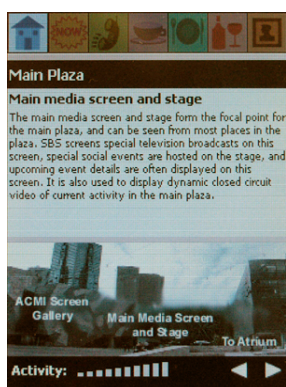 NOW
Main Plaza
Main media screen and stage
The main media screen and stage form the focal point for
the main plaza, and can be seen from most places in the
plaza. SBS screens special television broadcasts on this
screen, special social events are hosted on the stage, and
upcoming event details are often displayed on this
screen. It is also used to display dynamic closed circuit
video of current activity in the main plaza.
ACMI Screen
Gallery
Main Media Screen
and Stage
To Atrium
Activity: